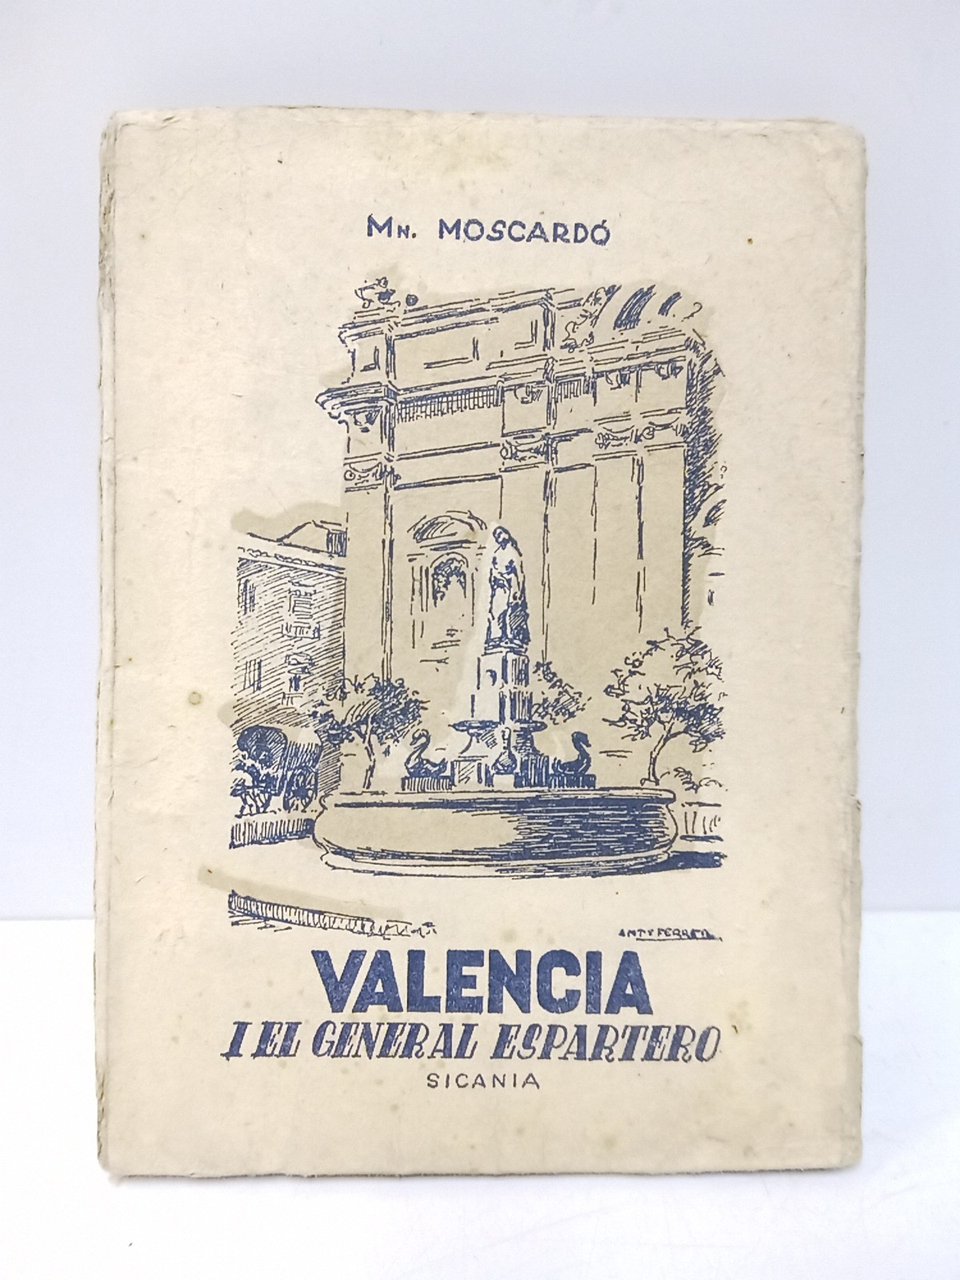 Mn. MOSCARDÓ
VALENCIA
I EL GENERAL ESPARTERO
SICANIA